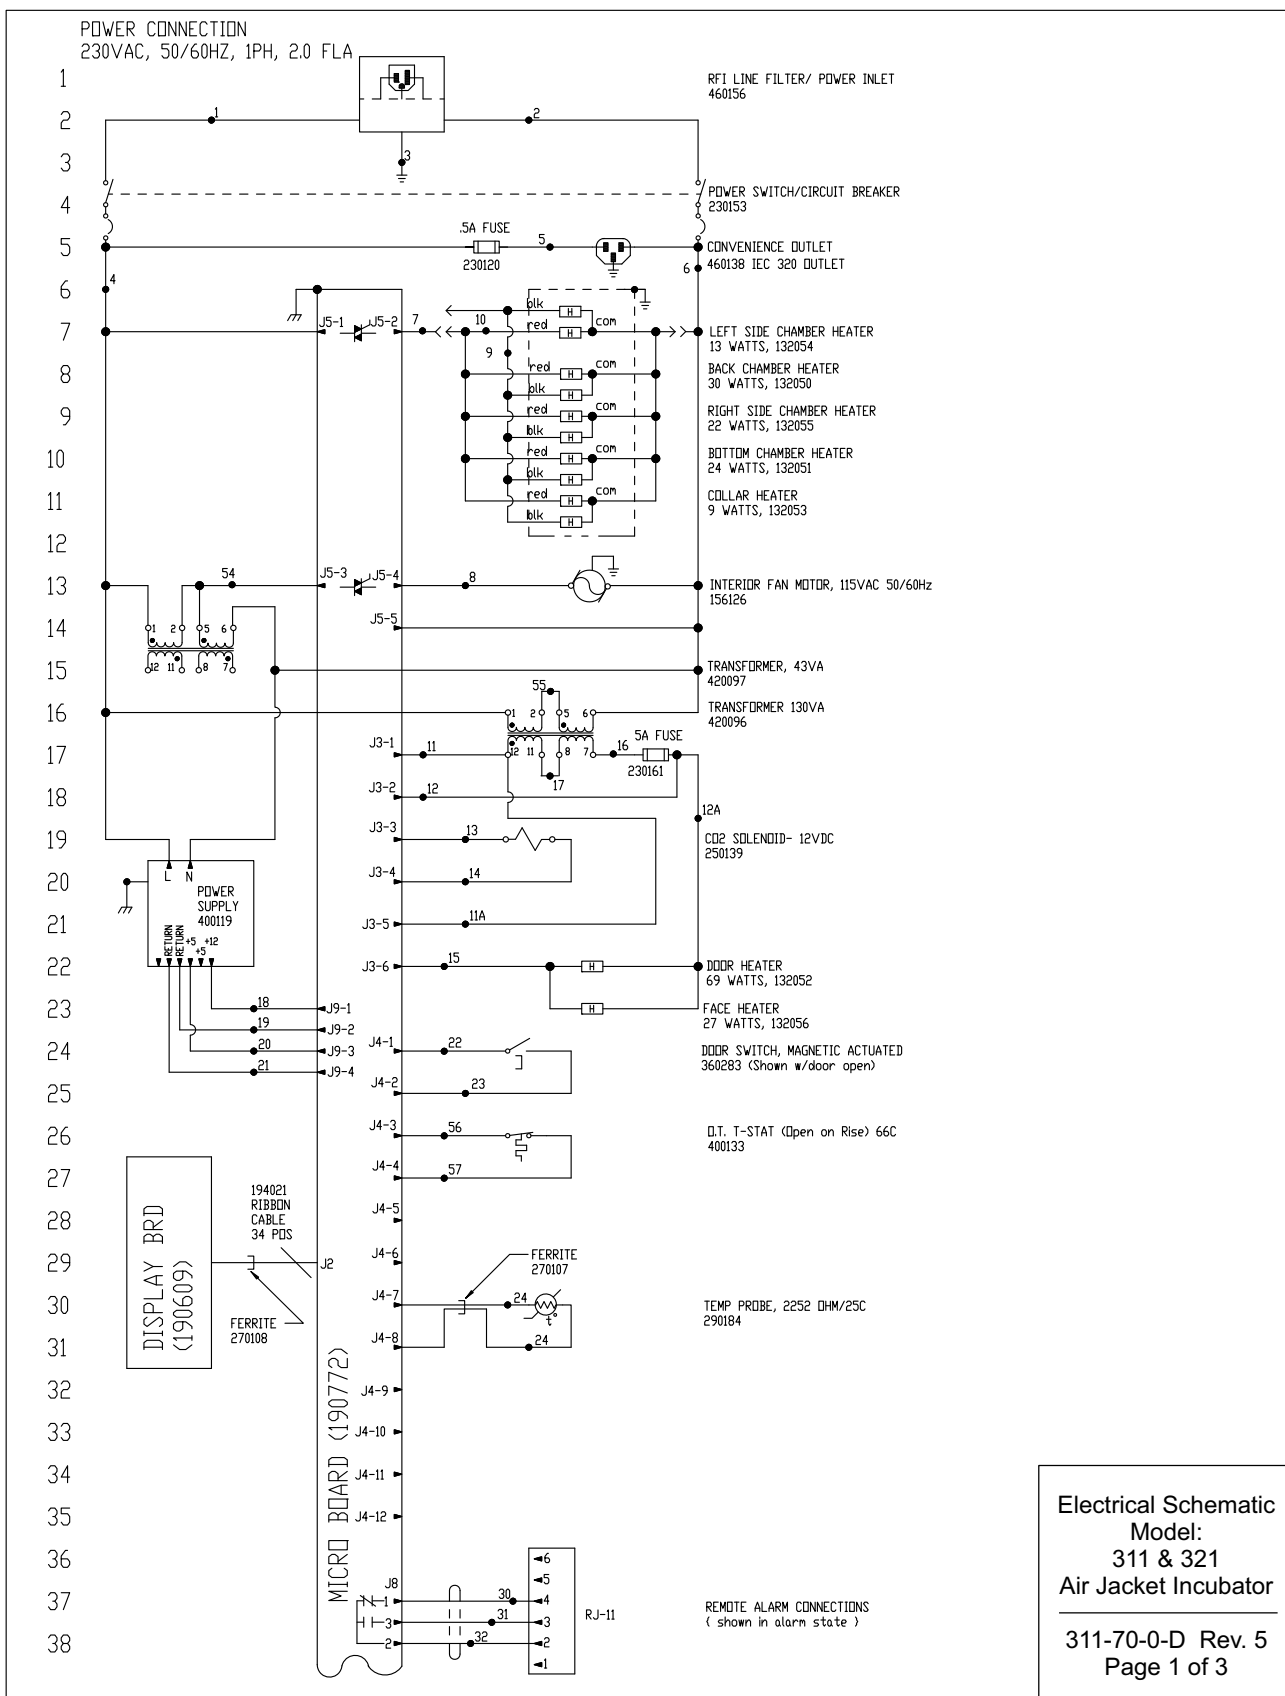 POWER CONNECTION
230VAC, 50/60HZ, 1PH, 2.0 FLA
1
RFI LINE FILTER/ POWER INLET
460156
2
1
2
3
3
4
POWER SWITCH/CIRCUIT BREAKER
230153
5
.5A FUSE
230120
5
CONVENIENCE OUTLET
460138 IEC 320 OUTLET
6
4
6
7
J5-1
J5-2
7
10
9
blk
H
red
H
com
LEFT SIDE CHAMBER HEATER
13 WATTS, 132054
8
red
H
com
blk
H
BACK CHAMBER HEATER
30 WATTS, 132050
9
red
H
com
blk
H
RIGHT SIDE CHAMBER HEATER
22 WATTS, 132055
10
red
H
com
blk
H
BOTTOM CHAMBER HEATER
24 WATTS, 132051
11
red
H
com
blk
H
COLLAR HEATER
9 WATTS, 132053
12
13
54
J5-3
J5-4
8
INTERIOR FAN MOTOR, 115VAC 50/60Hz
156126
14
J5-5
1 2 5 6
12 11 8 7
15
TRANSFORMER, 43VA
420097
16
55
1 2 5 6
12 11 8 7
TRANSFORMER 130VA
420096
17
J3-1
11
17
16
5A FUSE
230161
18
J3-2
12
12A
19
J3-3
13
CO2 SOLENOID- 12VDC
250139
20
L N
POWER
SUPPLY
400119
J3-4
14
21
RETURN
RETURN
+5
+5
+12
J3-5
11A
22
J3-6
15
H
DOOR HEATER
69 WATTS, 132052
23
18
J9-1
H
FACE HEATER
27 WATTS, 132056
19
J9-2
24
20
J9-3
J4-1
22
DOOR SWITCH, MAGNETIC ACTUATED
360283 (Shown w/door open)
21
J9-4
25
J4-2
23
26
J4-3
56
O.T. T-STAT (Open on Rise) 66C
400133
27
J4-4
57
28
J4-5
194021
RIBBON
CABLE
34 POS
29
DISPLAY BRD
(190609)
J2
J4-6
FERRITE
270107
30
FERRITE
270108
J4-7
24
t°
TEMP PROBE, 2252 OHM/25C
290184
31
J4-8
24
32
J4-9
33
J4-10
34
J4-11
35
J4-12
MICRO BOARD (190772)
36
6
5
37
J8
1
30
4
RJ-11
REMOTE ALARM CONNECTIONS
( shown in alarm state )
3
31
3
38
2
32
2
1
Electrical Schematic
Model:
311 & 321
Air Jacket Incubator
311-70-0-D Rev. 5
Page 1 of 3